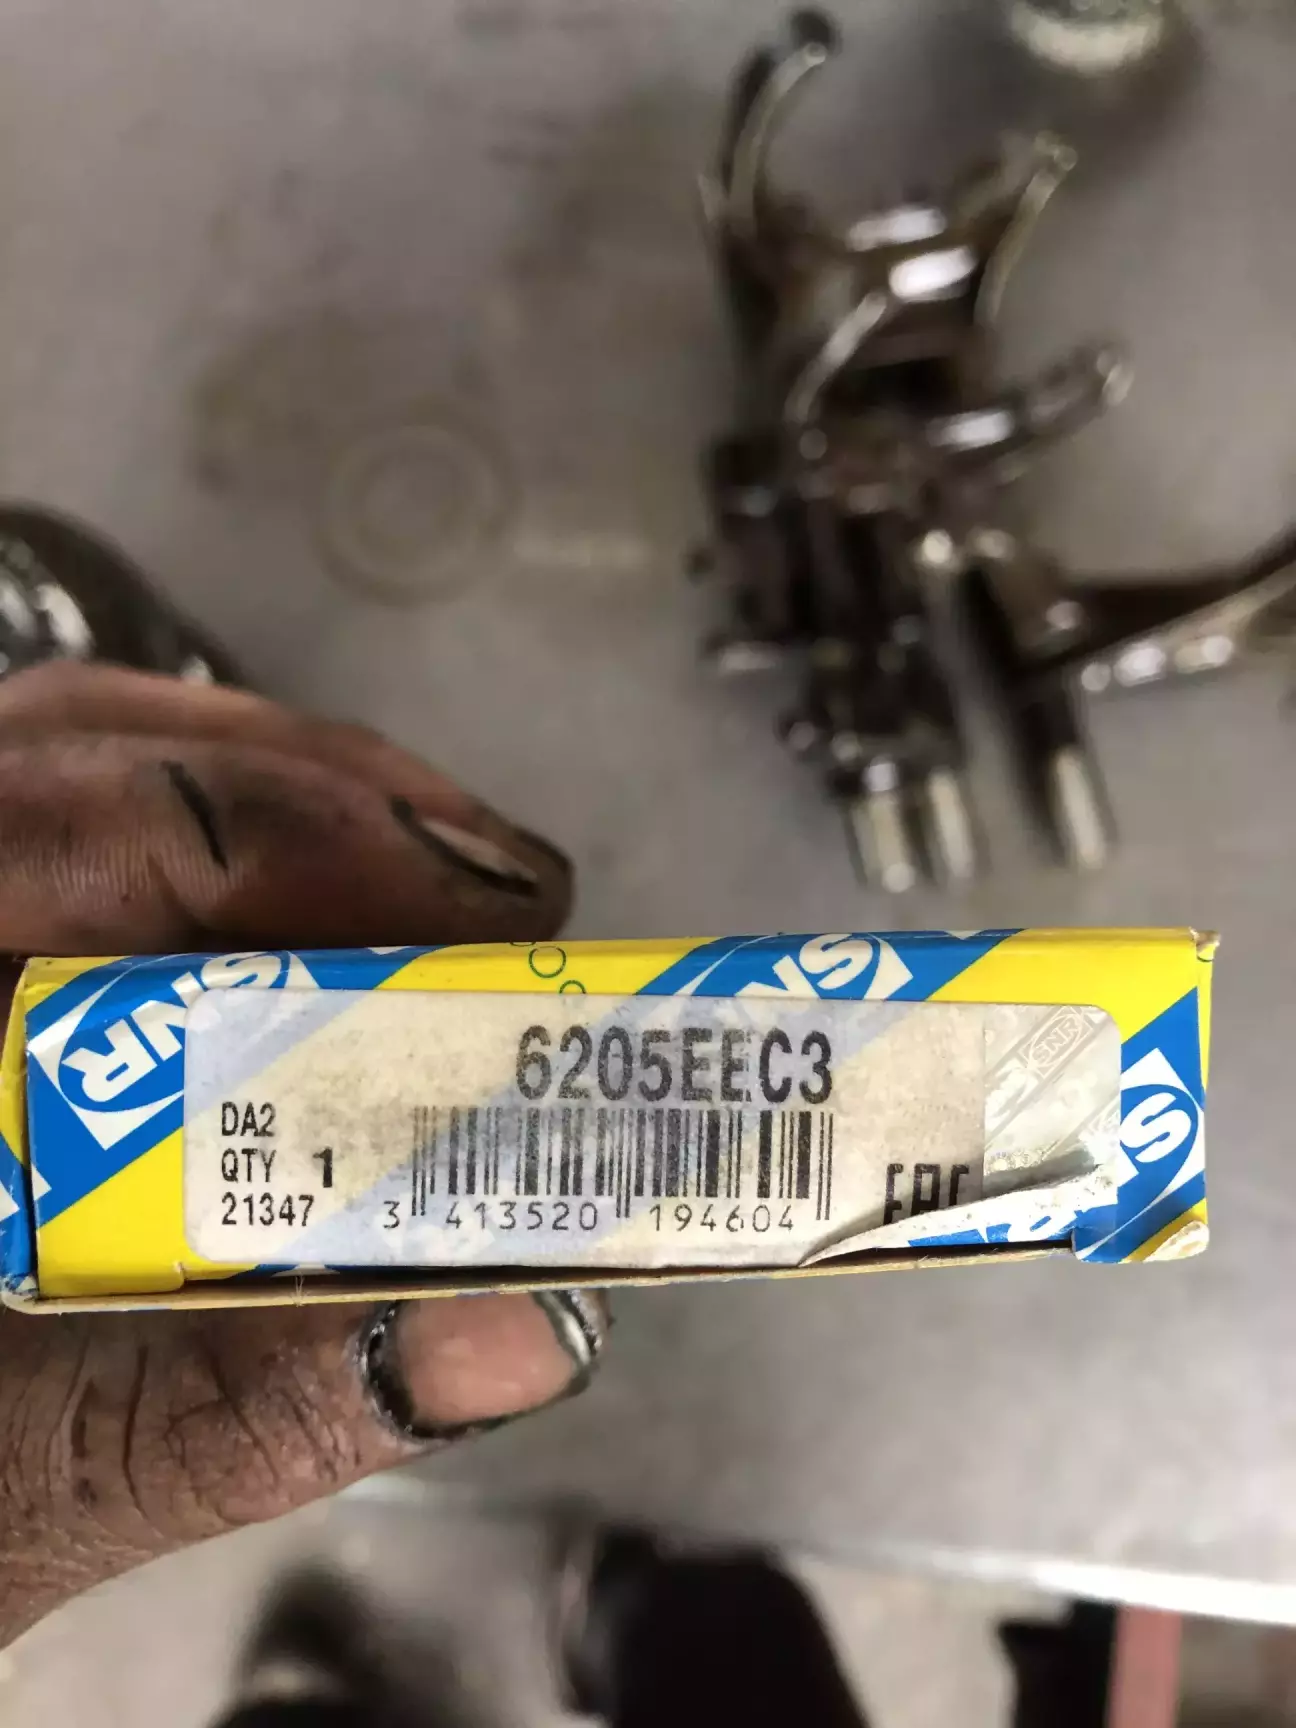 SNR
SNR
6205EEC3
SNR
DA2
QTY 1
21347
3 413520 194604
EAC